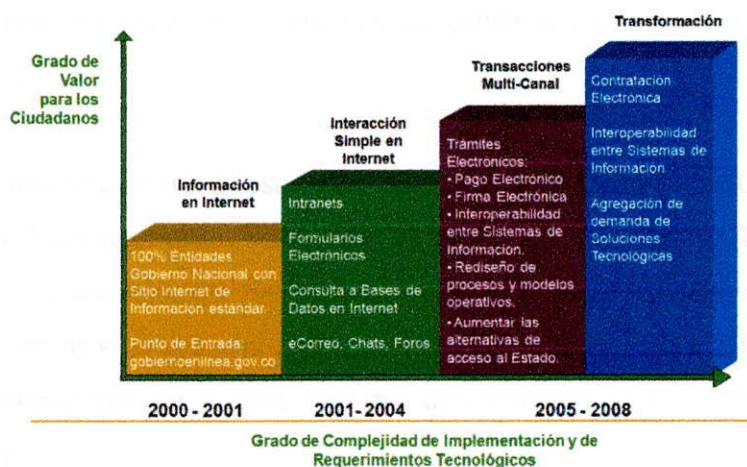 Grado de
Valor
para los
Ciudadanos
Información
en Internet
100% Entidades
Gobierno Nacional con
Sitio Internet de
Información estándar
Punto de Entrada:
gobiernoenlinea.gov.co
Interacción
Simple en
Internet
Intranets
Formularios
Electrónicos
Consulta a Bases de
Datos en Internet
eCorreo, Chats, Foros
Transacciones
Multi-Canal
Trámites
Electrónicos:
• Pago Electrónico
• Firma Electrónica
• Interoperabilidad
entre Sistemas de
Información.
• Rediseño de
procesos y modelos
operativos.
• Aumentar las
alternativas de
acceso al Estado.
Transformación
Contratación
Electrónica
Interoperabilidad
entre Sistemas de
Información
Agregación de
demanda de
Soluciones
Tecnológicas
2000 - 2001
2001- 2004
2005 - 2008
Grado de Complejidad de Implementación y de
Requerimientos Tecnológicos